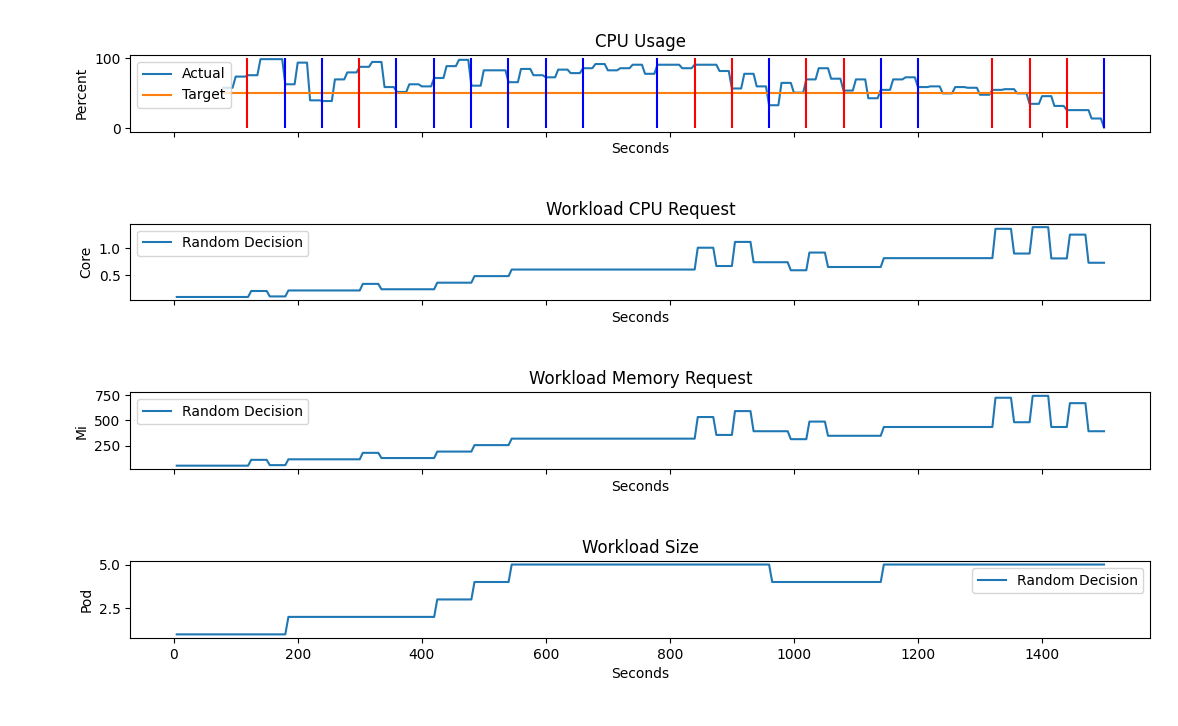 CPU Usage
Percent
100
0
Actual
Target
Seconds
Workload CPU Request
Core
1.0
0.5
Random Decision
Seconds
Workload Memory Request
Mi
750
500
250
Random Decision
Seconds
Workload Size
Pod
5.0
2.5
Random Decision
0 200 400 600 800 1000 1200 1400
Seconds